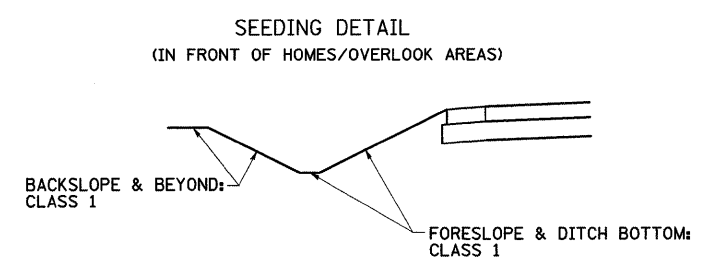 SEEDING DETAIL
(IN FRONT OF HOMES/OVERLOOK AREAS)
BACKSLOPE & BEYOND:
CLASS 1
FORESLOPE & DITCH BOTTOM:
CLASS 1